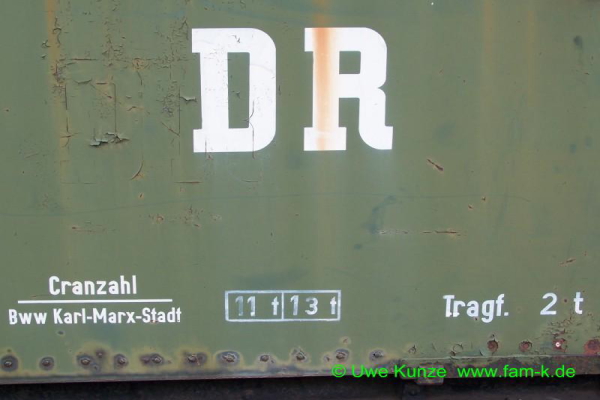 DR
Cranzahl
Bww Karl-Marx-Stadt
11 t 13 t
Tragf. 2 t
© Uwe Kunze www.fam-k.de